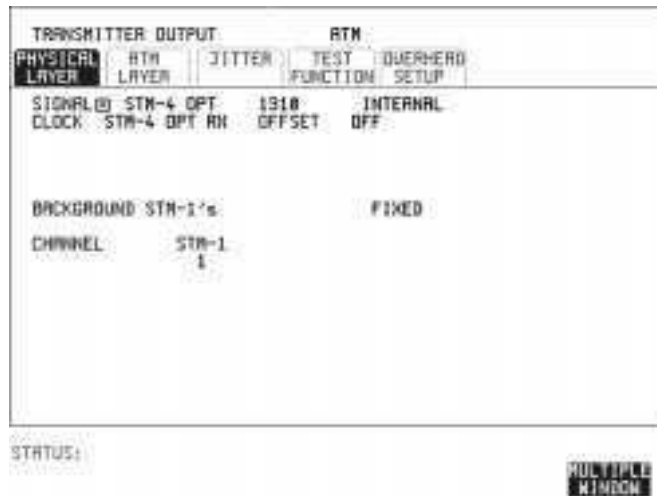 TRANSMITTER OUTPUT ATM
PHYSICAL LAYER ATM LAYER JITTER TEST FUNCTION OVERHEAD SETUP
SIGNAL STM-4 OPT 1310 INTERNAL
CLOCK STM-4 OPT RX OFFSET OFF
BACKGROUND STM-1's FIXED
CHANNEL STM-1
1
STATUS:
MULTIPLE
WINDOW